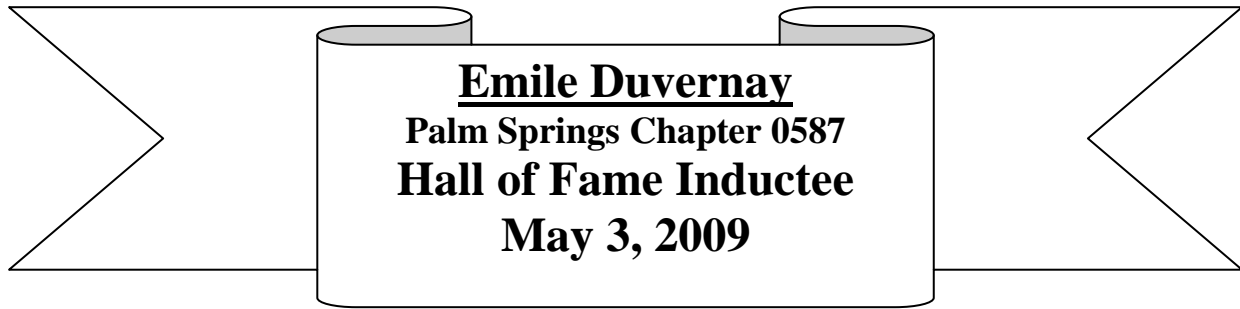 Emile Duvernay
Palm Springs Chapter 0587
Hall of Fame Inductee
May 3, 2009